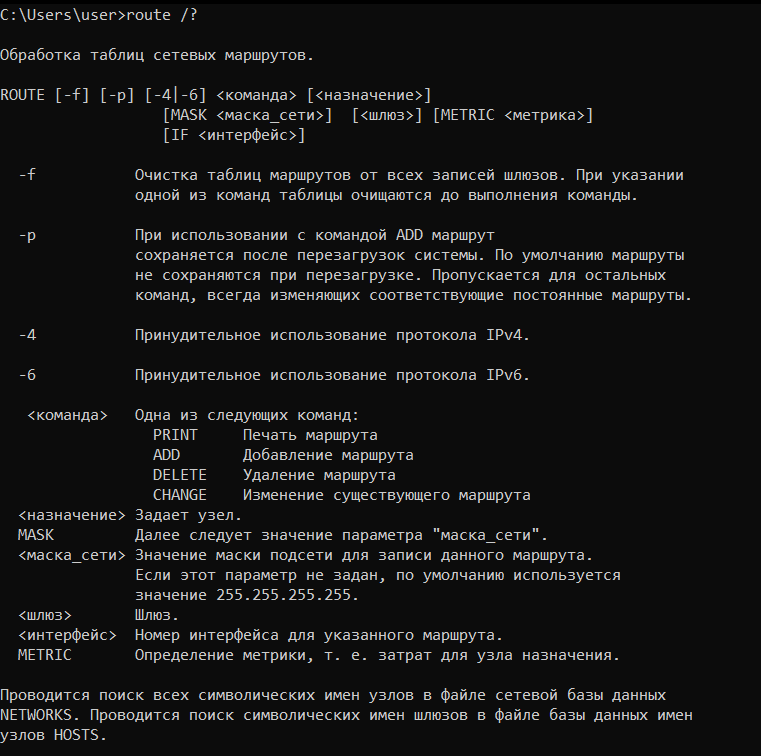 C:\Users\user>route /?
Обработка таблиц сетевых маршрутов.
ROUTE [-f] [-p] [-4|-6] <команда> [<назначение>]
[MASK <маска_сети>] [<шлюз>] [METRIC <метрика>]
[IF <интерфейс>]
-f Очистка таблиц маршрутов от всех записей шлюзов. При указании
одной из команд таблицы очищаются до выполнения команды.
-p При использовании с командой ADD маршрут
сохраняется после перезагрузок системы. По умолчанию маршруты
не сохраняются при перезагрузке. Пропускается для остальных
команд, всегда изменяющих соответствующие постоянные маршруты.
-4 Принудительное использование протокола IPv4.
-6 Принудительное использование протокола IPv6.
<команда> Одна из следующих команд:
PRINT Печать маршрута
ADD Добавление маршрута
DELETE Удаление маршрута
CHANGE Изменение существующего маршрута
<назначение> Задает узел.
MASK Далее следует значение параметра "маска_сети".
<маска_сети> Значение маски подсети для записи данного маршрута.
Если этот параметр не задан, по умолчанию используется
значение 255.255.255.255.
<шлюз> Шлюз.
<интерфейс> Номер интерфейса для указанного маршрута.
METRIC Определение метрики, т. е. затрат для узла назначения.
Проводится поиск всех символических имен узлов в файле сетевой базы данных
NETWORKS. Проводится поиск символических имен шлюзов в файле базы данных имен
узлов HOSTS.